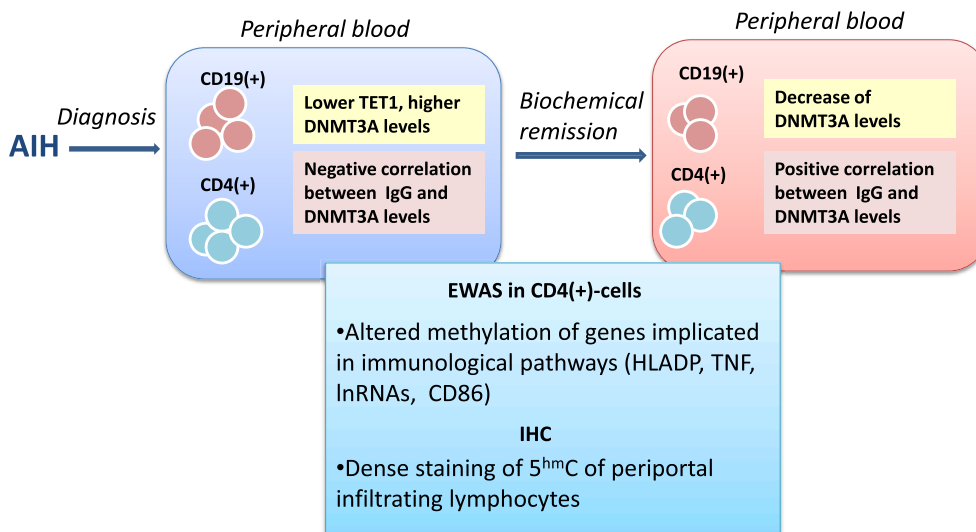 Peripheral blood
Peripheral blood
Diagnosis
AIH
CD19(+)
CD4(+)
Lower TET1, higher
DNMT3A levels
Negative correlation
between IgG and
DNMT3A levels
Biochemical
remission
CD19(+)
CD4(+)
Decrease of
DNMT3A levels
Positive correlation
between IgG and
DNMT3A levels
EWAS in CD4(+)-cells
•Altered methylation of genes implicated
in immunological pathways (HLADP, TNF,
lnRNAs, CD86)
IHC
•Dense staining of 5hmC of periportal
infiltrating lymphocytes